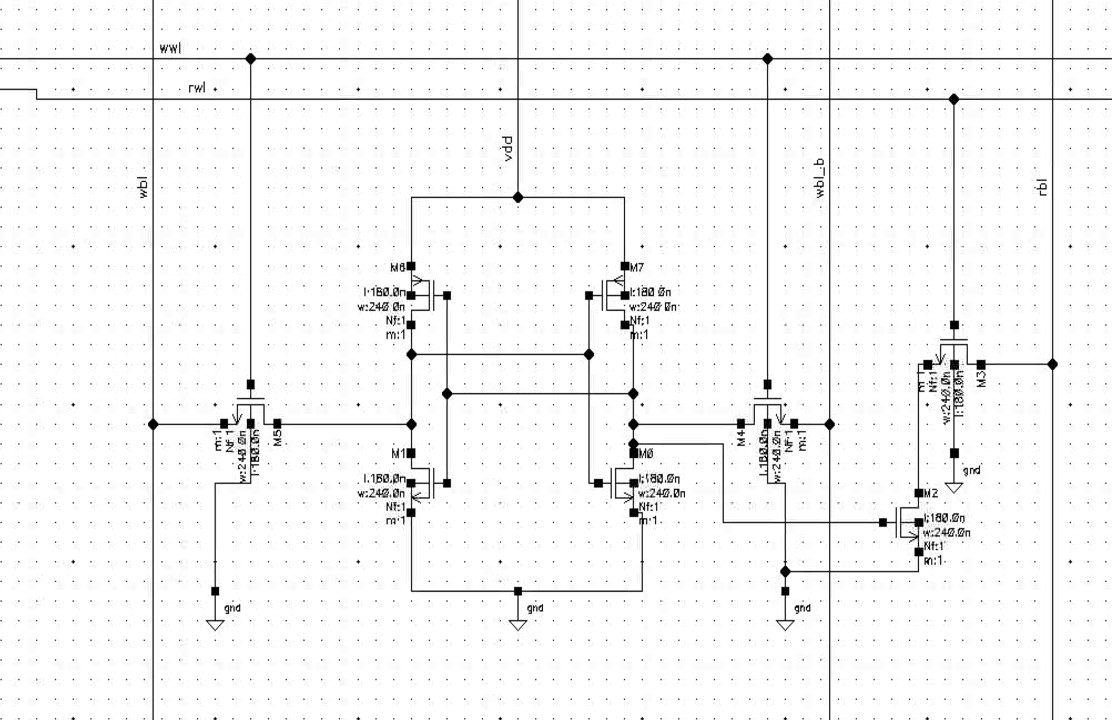 wwl
rwl
vdd
wbl
wbl_b
rbl
M6
l:180.0n
w:240.0n
Nf:1
m:1
M7
l:180.0n
w:240.0n
Nf:1
m:1
m:1
Nf:1
w:240.0n
l:180.0n
M3
gnd
m:1
Nf:1
w:240.0n
l:180.0n
M5
M1
l:180.0n
w:240.0n
Nf:1
m:1
M0
l:180.0n
w:240.0n
Nf:1
m:1
M4
l:180.0n
w:240.0n
Nf:1
m:1
M2
l:180.0n
w:240.0n
Nf:1
m:1
gnd
gnd
gnd